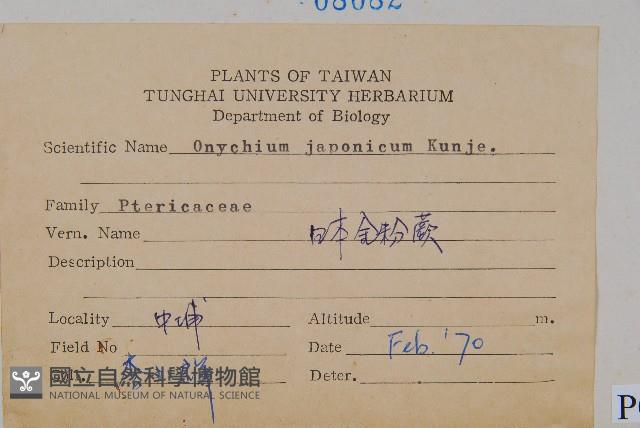 08082
PLANTS OF TAIWAN
TUNGHAI UNIVERSITY HERBARIUM
Department of Biology
Scientific Name Onychium japonicum Kunje.
Family Ptericaceae
Vern. Name 日本金粉蕨
Description
Locality 中埔 Altitude m.
Field No Date Feb. '70
Deter.
國立自然科學博物館
NATIONAL MUSEUM OF NATURAL SCIENCE